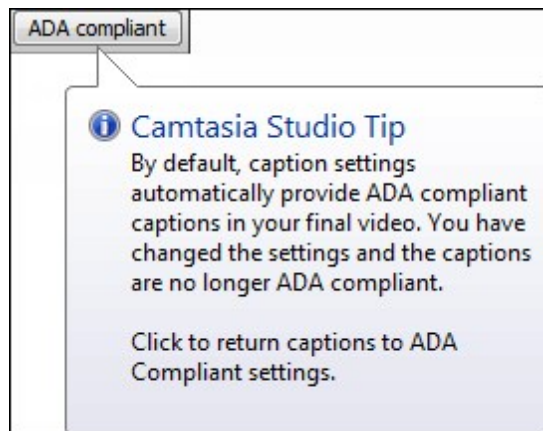 ADA compliant
Camtasia Studio Tip
By default, caption settings
automatically provide ADA compliant
captions in your final video. You have
changed the settings and the captions
are no longer ADA compliant.
Click to return captions to ADA
Compliant settings.